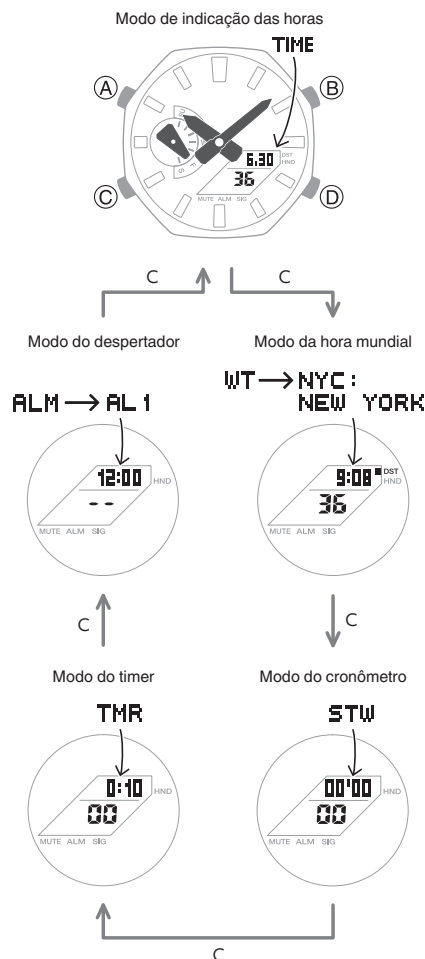 Modo de indicação das horas
TIME
A
B
6.30
DST
HND
36
C
D
MUTE ALM SIG
C
C
Modo do despertador
Modo da hora mundial
WT → NYC:
NEW YORK
ALM → AL1
12:00
HND
--
MUTE ALM SIG
9:08
DST
HND
36
MUTE ALM SIG
C
C
Modo do timer
Modo do cronômetro
TMR
STW
0:10
HND
00
MUTE ALM SIG
00'00
HND
00
MUTE ALM SIG
C